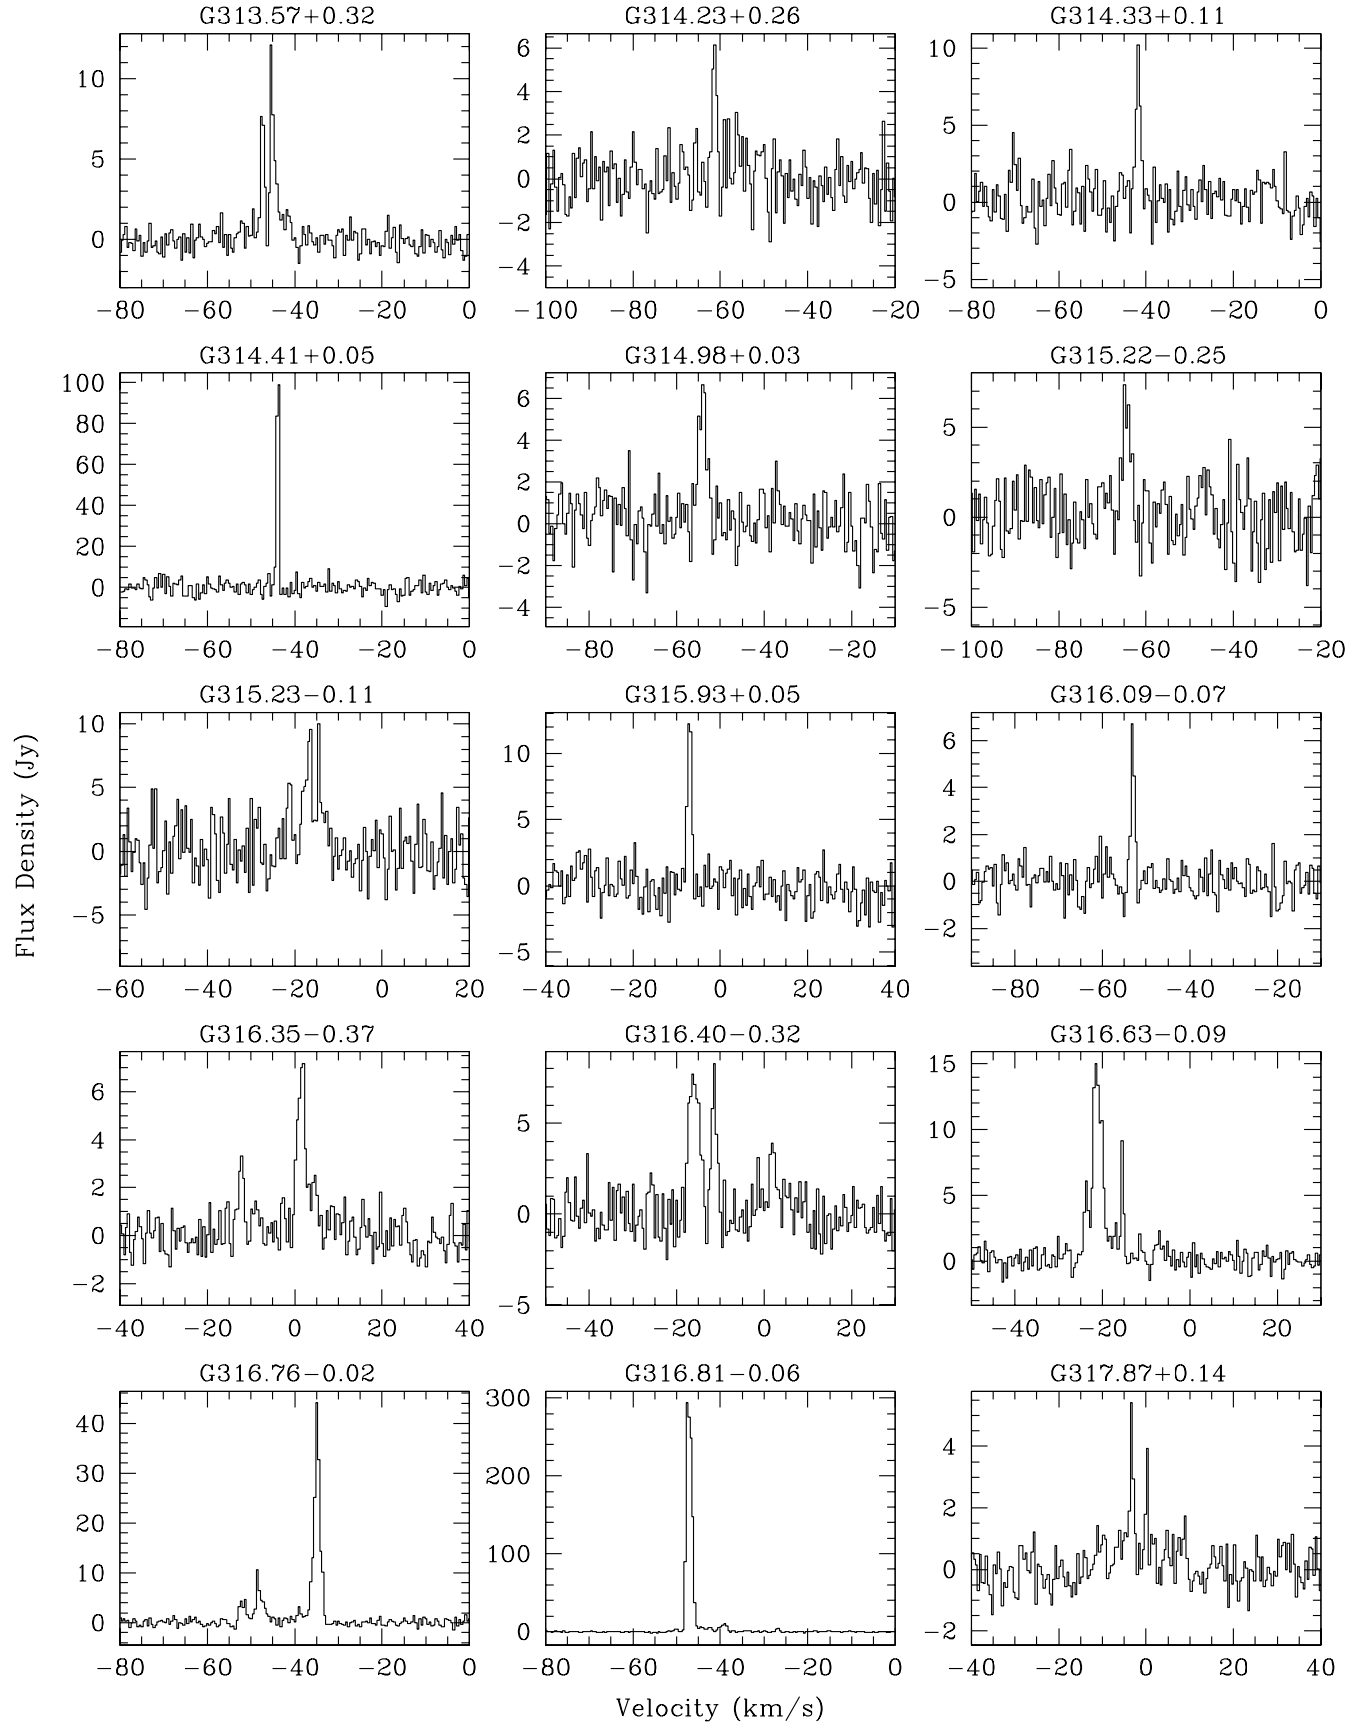 G313.57+0.32 G314.23+0.26 G314.33+0.11
10 5 0
6 4 2 0 −2 −4
10 5 0 −5
−80 −60 −40 −20 0 −100 −80 −60 −40 −20 −80 −60 −40 −20 0
G314.41+0.05 G314.98+0.03 G315.22−0.25
100 80 60 40 20 0
6 4 2 0 −2 −4
5 0 −5
−80 −60 −40 −20 0 −80 −60 −40 −20 −100 −80 −60 −40 −20
G315.23−0.11 G315.93+0.05 G316.09−0.07
10 5 0 −5
10 5 0 −5
6 4 2 0 −2
−60 −40 −20 0 20 −40 −20 0 20 40 −80 −60 −40 −20
Flux Density (Jy)
G316.35−0.37 G316.40−0.32 G316.63−0.09
6 4 2 0 −2
5 0 −5
15 10 5 0
−40 −20 0 20 40 −40 −20 0 20 −40 −20 0 20
G316.76−0.02 G316.81−0.06 G317.87+0.14
40 30 20 10 0
300 200 100 0
4 2 0 −2
−80 −60 −40 −20 0 −80 −60 −40 −20 0 −40 −20 0 20 40
Velocity (km/s)